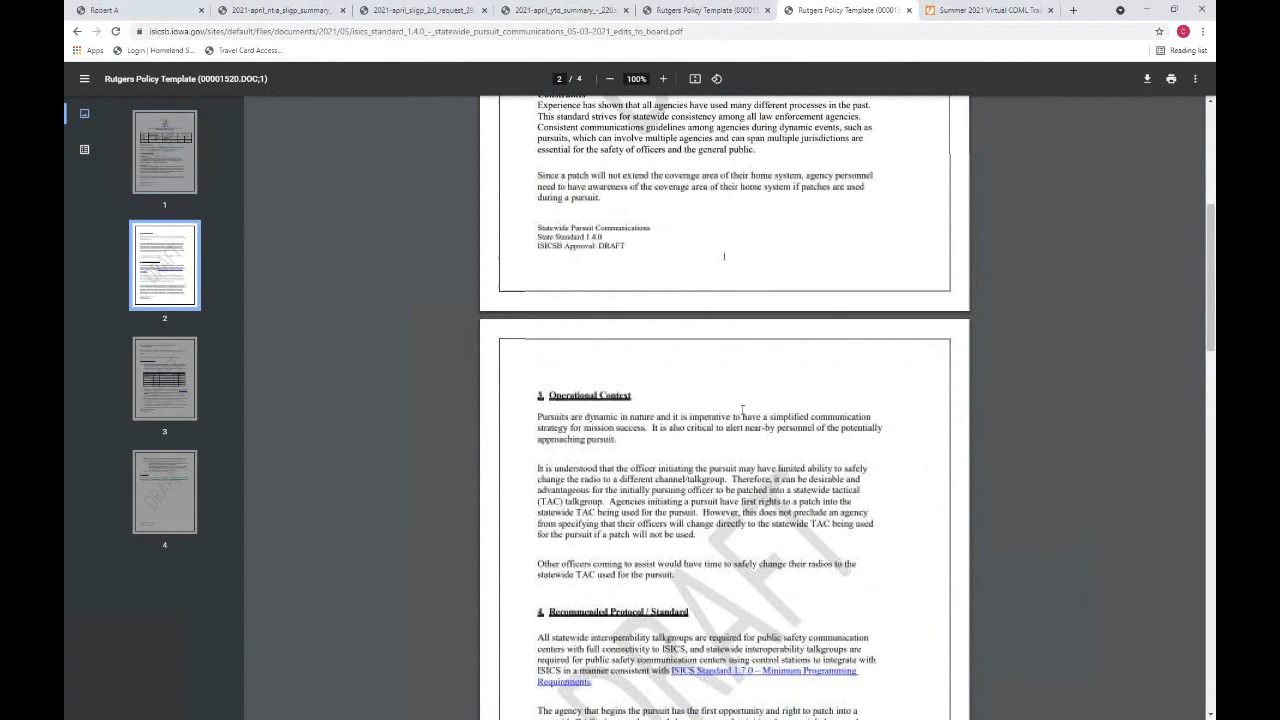 Robert A
2021-april_ntia_sligp_summary_
2021-april_sligp_2.0_request_39
2021-april_ytd_summary_-_220a
Rutgers Policy Template (000015
Rutgers Policy Template (000015
Summer 2021 Virtual CDML Trai
isicsb.iowa.gov/sites/default/files/documents/2021/05/isics_standard_1.4.0_-_statewide_pursuit_communications_05-03-2021_edits_to_board.pdf
Apps
Login | Homeland S...
Travel Card Access...
Reading list
Rutgers Policy Template (00001520.DOC;1)
2 / 4
100%
1
2
3
4
Constraints
Experience has shown that all agencies have used many different processes in the past.
This standard strives for statewide consistency among all law enforcement agencies.
Consistent communications guidelines among agencies during dynamic events, such as
pursuits, which can involve multiple agencies and can span multiple jurisdictions are
essential for the safety of officers and the general public.
Since a patch will not extend the coverage area of their home system, agency personnel
need to have awareness of the coverage area of their home system if patches are used
during a pursuit.
Statewide Pursuit Communications
State Standard 1.4.0
ISICSB Approval: DRAFT
3. Operational Context
Pursuits are dynamic in nature and it is imperative to have a simplified communication
strategy for mission success. It is also critical to alert near-by personnel of the potentially
approaching pursuit.
It is understood that the officer initiating the pursuit may have limited ability to safely
change the radio to a different channel/talkgroup. Therefore, it can be desirable and
advantageous for the initially pursuing officer to be patched into a statewide tactical
(TAC) talkgroup. Agencies initiating a pursuit have first rights to a patch into the
statewide TAC being used for the pursuit. However, this does not preclude an agency
from specifying that their officers will change directly to the statewide TAC being used
for the pursuit if a patch will not be used.
Other officers coming to assist would have time to safely change their radios to the
statewide TAC used for the pursuit.
4. Recommended Protocol / Standard
All statewide interoperability talkgroups are required for public safety communication
centers with full connectivity to ISICS, and statewide interoperability talkgroups are
required for public safety communication centers using control stations to integrate with
ISICS in a manner consistent with ISICS Standard 1.7.0 – Minimum Programming
Requirements.
The agency that begins the pursuit has the first opportunity and right to patch into a
DRAFT